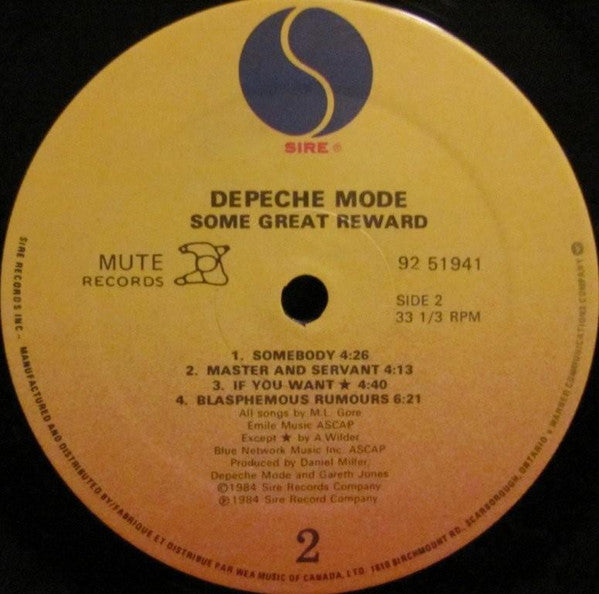 SIRE ®
DEPECHE MODE
SOME GREAT REWARD
MUTE
RECORDS
92 51941
SIDE 2
33 1/3 RPM
1. SOMEBODY 4:26
2. MASTER AND SERVANT 4:13
3. IF YOU WANT ★ 4:40
4. BLASPHEMOUS RUMOURS 6:21
All songs by M.L. Gore
Emile Music ASCAP
Except ★ by A.Wilder
Blue Network Music Inc. ASCAP
Produced by Daniel Miller,
Depeche Mode and Gareth Jones
©1984 Sire Records Company
℗1984 Sire Record Company
2
SIRE RECORDS INC - MANUFACTURED AND DISTRIBUTED BY/FABRIQUE ET DISTRIBUE PAR WEA MUSIC OF CANADA, LTD. 1810 BIRCHMOUNT RD., SCARBOROUGH, ONTARIO • WARNER COMMUNICATIONS COMPANY